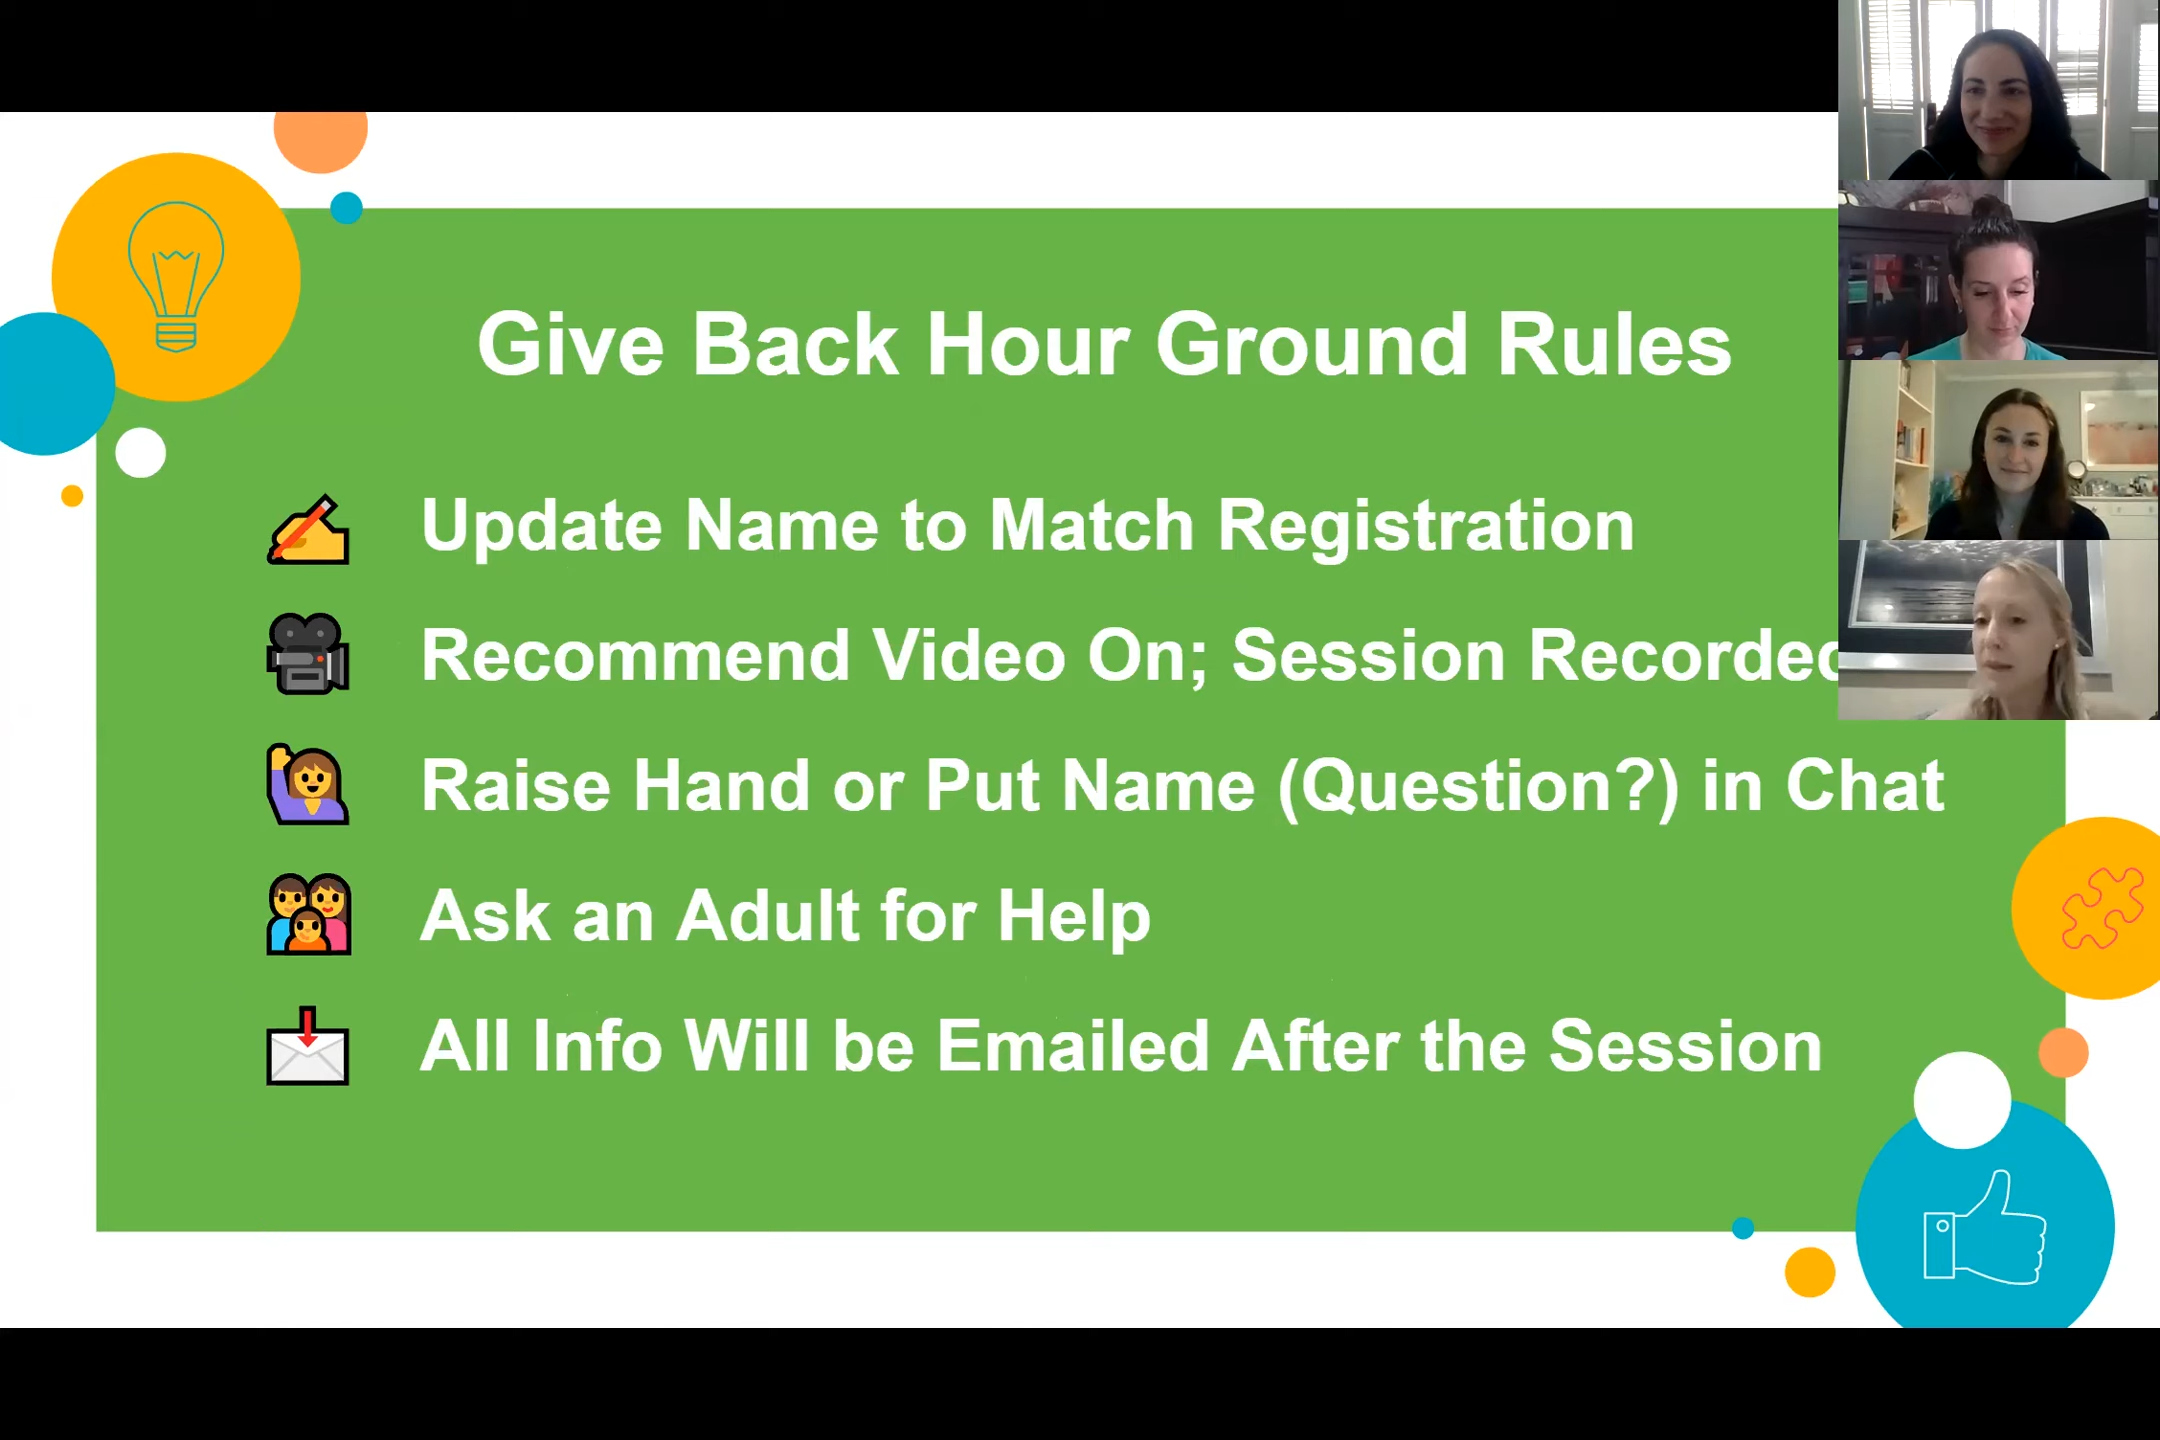 Give Back Hour Ground Rules
Update Name to Match Registration
Recommend Video On; Session Recorded
Raise Hand or Put Name (Question?) in Chat
Ask an Adult for Help
All Info Will be Emailed After the Session